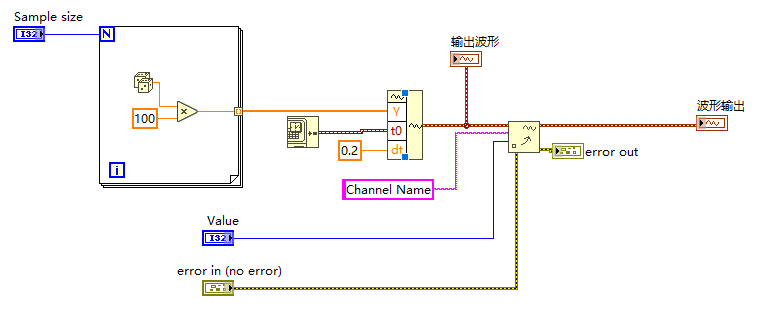 Sample size
I32
N
输出波形
波形输出
100
Y
t0
0.2
dt
error out
Channel Name
i
Value
I32
error in (no error)